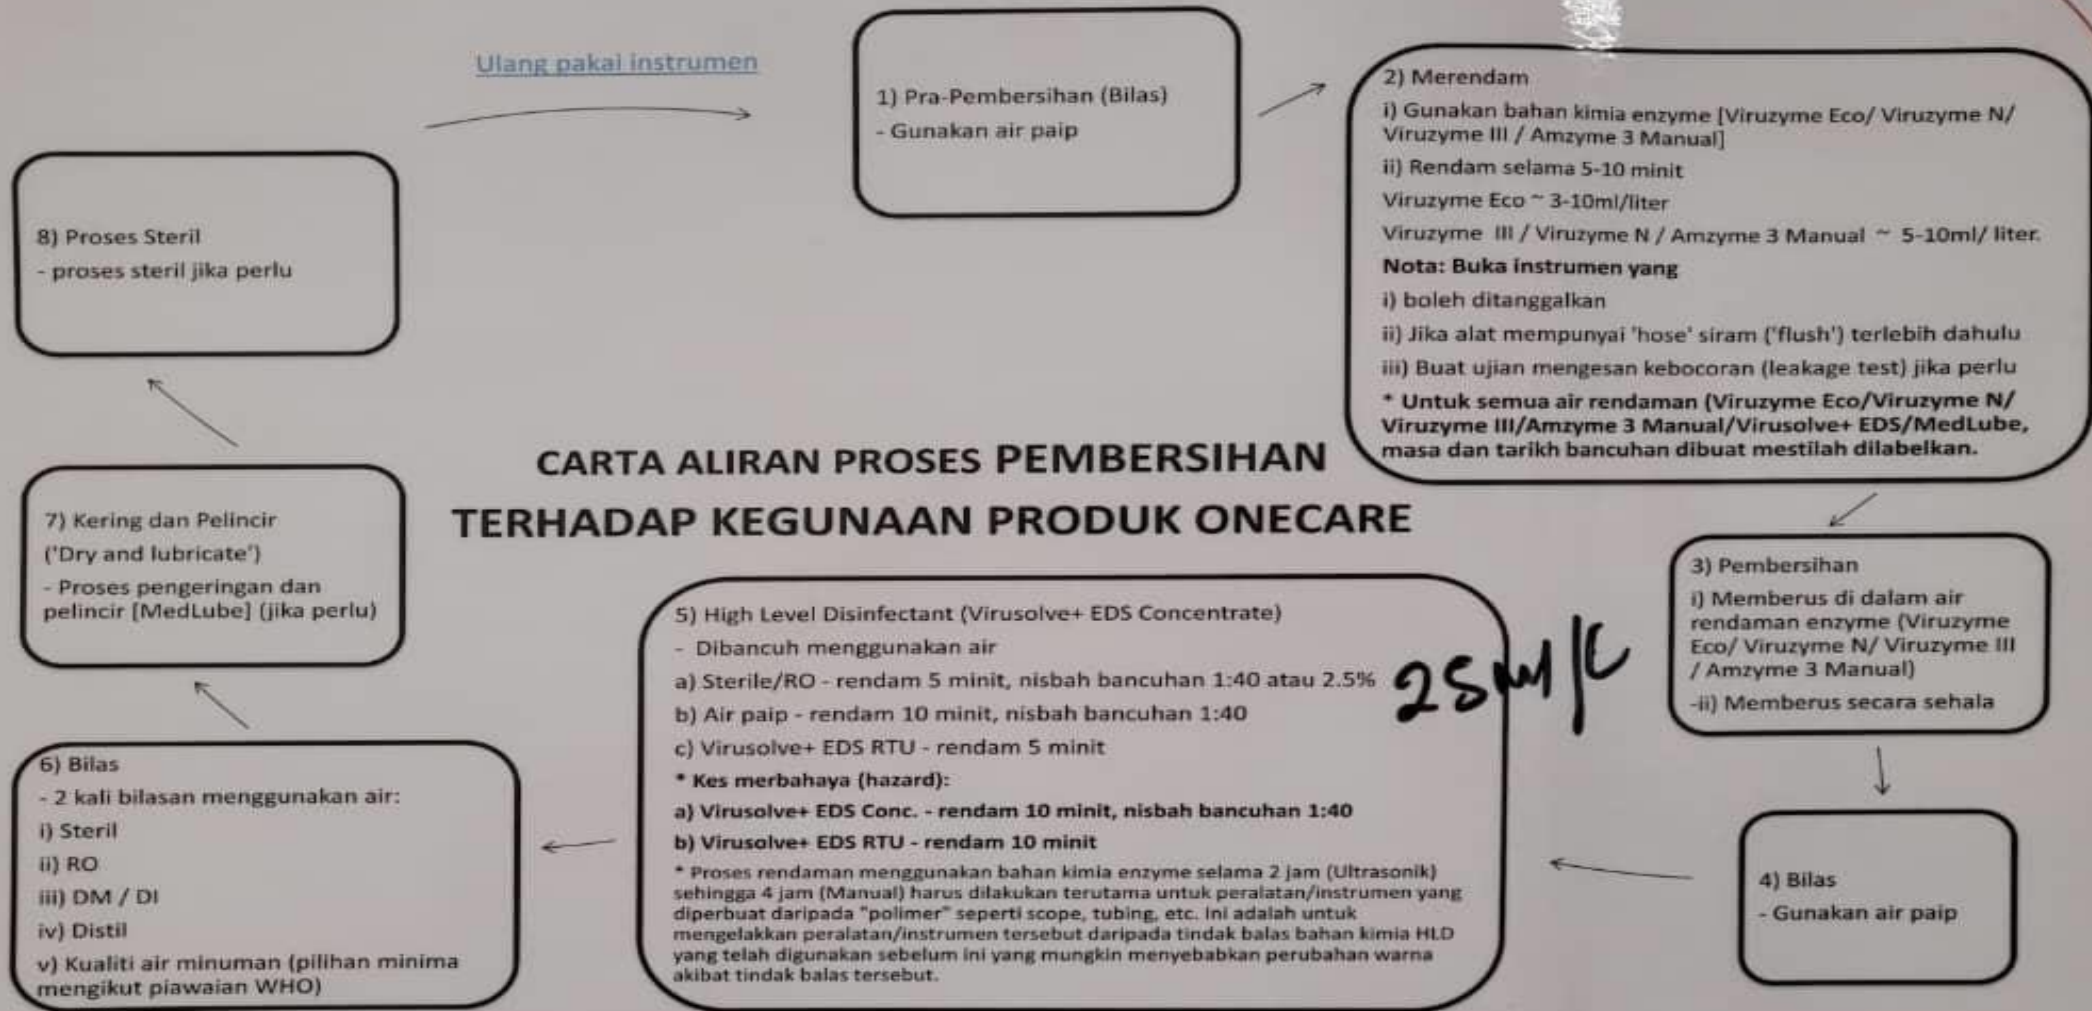 Ulang pakai instrumen
1) Pra-Pembersihan (Bilas)
- Gunakan air paip
2) Merendam
i) Gunakan bahan kimia enzyme [Viruzyme Eco/ Viruzyme N/
Viruzyme III / Amzyme 3 Manual]
ii) Rendam selama 5-10 minit
Viruzyme Eco ~ 3-10ml/liter
Viruzyme III / Viruzyme N / Amzyme 3 Manual ~ 5-10ml/ liter.
Nota: Buka instrumen yang
i) boleh ditanggalkan
ii) Jika alat mempunyai 'hose' siram ('flush') terlebih dahulu
iii) Buat ujian mengesan kebocoran (leakage test) jika perlu
* Untuk semua air rendaman (Viruzyme Eco/Viruzyme N/
Viruzyme III/Amzyme 3 Manual/Virusolve+ EDS/MedLube,
masa dan tarikh bancuhan dibuat mestilah dilabelkan.
CARTA ALIRAN PROSES PEMBERSIHAN
TERHADAP KEGUNAAN PRODUK ONECARE
3) Pembersihan
i) Memberus di dalam air
rendaman enzyme (Viruzyme
Eco/ Viruzyme N/ Viruzyme III
/ Amzyme 3 Manual)
-ii) Memberus secara sehala
4) Bilas
- Gunakan air paip
5) High Level Disinfectant (Virusolve+ EDS Concentrate)
- Dibancuh menggunakan air
a) Sterile/RO - rendam 5 minit, nisbah bancuhan 1:40 atau 2.5%
25ml/L
b) Air paip - rendam 10 minit, nisbah bancuhan 1:40
c) Virusolve+ EDS RTU - rendam 5 minit
* Kes merbahaya (hazard):
a) Virusolve+ EDS Conc. - rendam 10 minit, nisbah bancuhan 1:40
b) Virusolve+ EDS RTU - rendam 10 minit
* Proses rendaman menggunakan bahan kimia enzyme selama 2 jam (Ultrasonik)
sehingga 4 jam (Manual) harus dilakukan terutama untuk peralatan/instrumen yang
diperbuat daripada "polimer" seperti scope, tubing, etc. Ini adalah untuk
mengelakkan peralatan/instrumen tersebut daripada tindak balas bahan kimia HLD
yang telah digunakan sebelum ini yang mungkin menyebabkan perubahan warna
akibat tindak balas tersebut.
6) Bilas
- 2 kali bilasan menggunakan air:
i) Steril
ii) RO
iii) DM / DI
iv) Distil
v) Kualiti air minuman (pilihan minima
mengikut piawaian WHO)
7) Kering dan Pelincir
('Dry and lubricate')
- Proses pengeringan dan
pelincir [MedLube] (jika perlu)
8) Proses Steril
- proses steril jika perlu